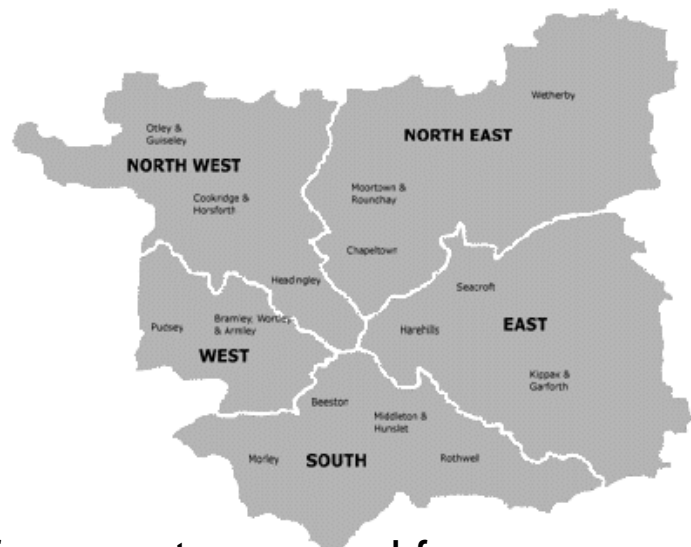 Wetherby
Otley &
Guiseley
NORTH EAST
NORTH WEST
Moortown &
Rounchay
Cookridge &
Horsforth
Chapeltown
Headingley
Seacroft
Bramley, Wortley
& Armley
Pudsey
Harehills
EAST
WEST
Kippax &
Garforth
Beeston
Middleton &
Hunslet
Morley
SOUTH
Rothwell